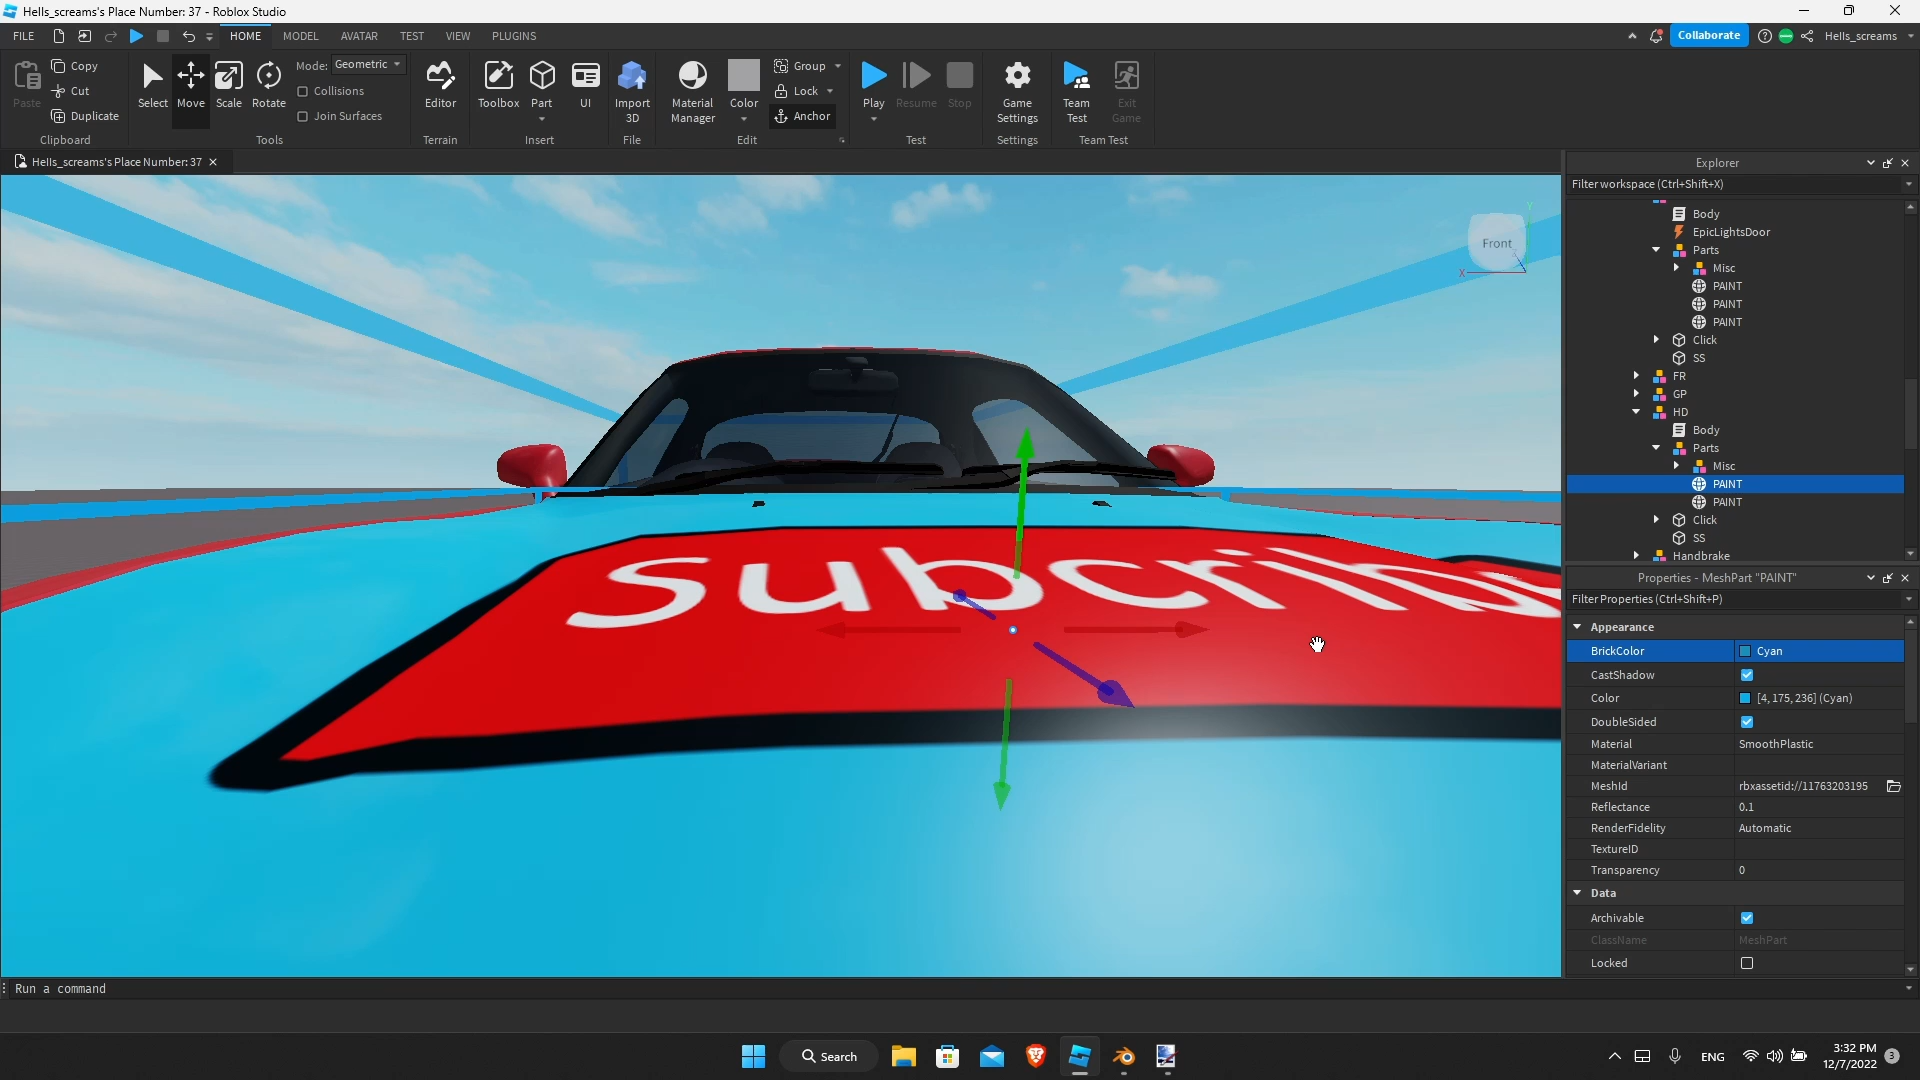 Hells_screams's Place Number: 37 - Roblox Studio
FILE HOME MODEL AVATAR TEST VIEW PLUGINS Collaborate Hells_screams
Paste Copy Cut Duplicate Clipboard
Select Move Scale Rotate Mode: Geometric Collisions Join Surfaces Tools
Editor Terrain
Toolbox Part UI Insert
Import 3D File
Material Manager Color Group Lock Anchor Edit
Play Resume Stop Test
Game Settings Settings
Team Test Exit Game Team Test
Hells_screams's Place Number: 37
Front
X
Y
Subcrib
Explorer
Filter workspace (Ctrl+Shift+X)
Body
EpicLightsDoor
Parts
Misc
PAINT
PAINT
PAINT
Click
SS
FR
GP
HD
Body
Parts
Misc
PAINT
PAINT
Click
SS
Handbrake
Properties - MeshPart "PAINT"
Filter Properties (Ctrl+Shift+P)
Appearance
BrickColor Cyan
CastShadow
Color [4, 175, 236] (Cyan)
DoubleSided
Material SmoothPlastic
MaterialVariant
MeshId rbxassetid://11763203195
Reflectance 0.1
RenderFidelity Automatic
TextureID
Transparency 0
Data
Archivable
ClassName MeshPart
Locked
Run a command
Search
ENG
3:32 PM
12/7/2022
3